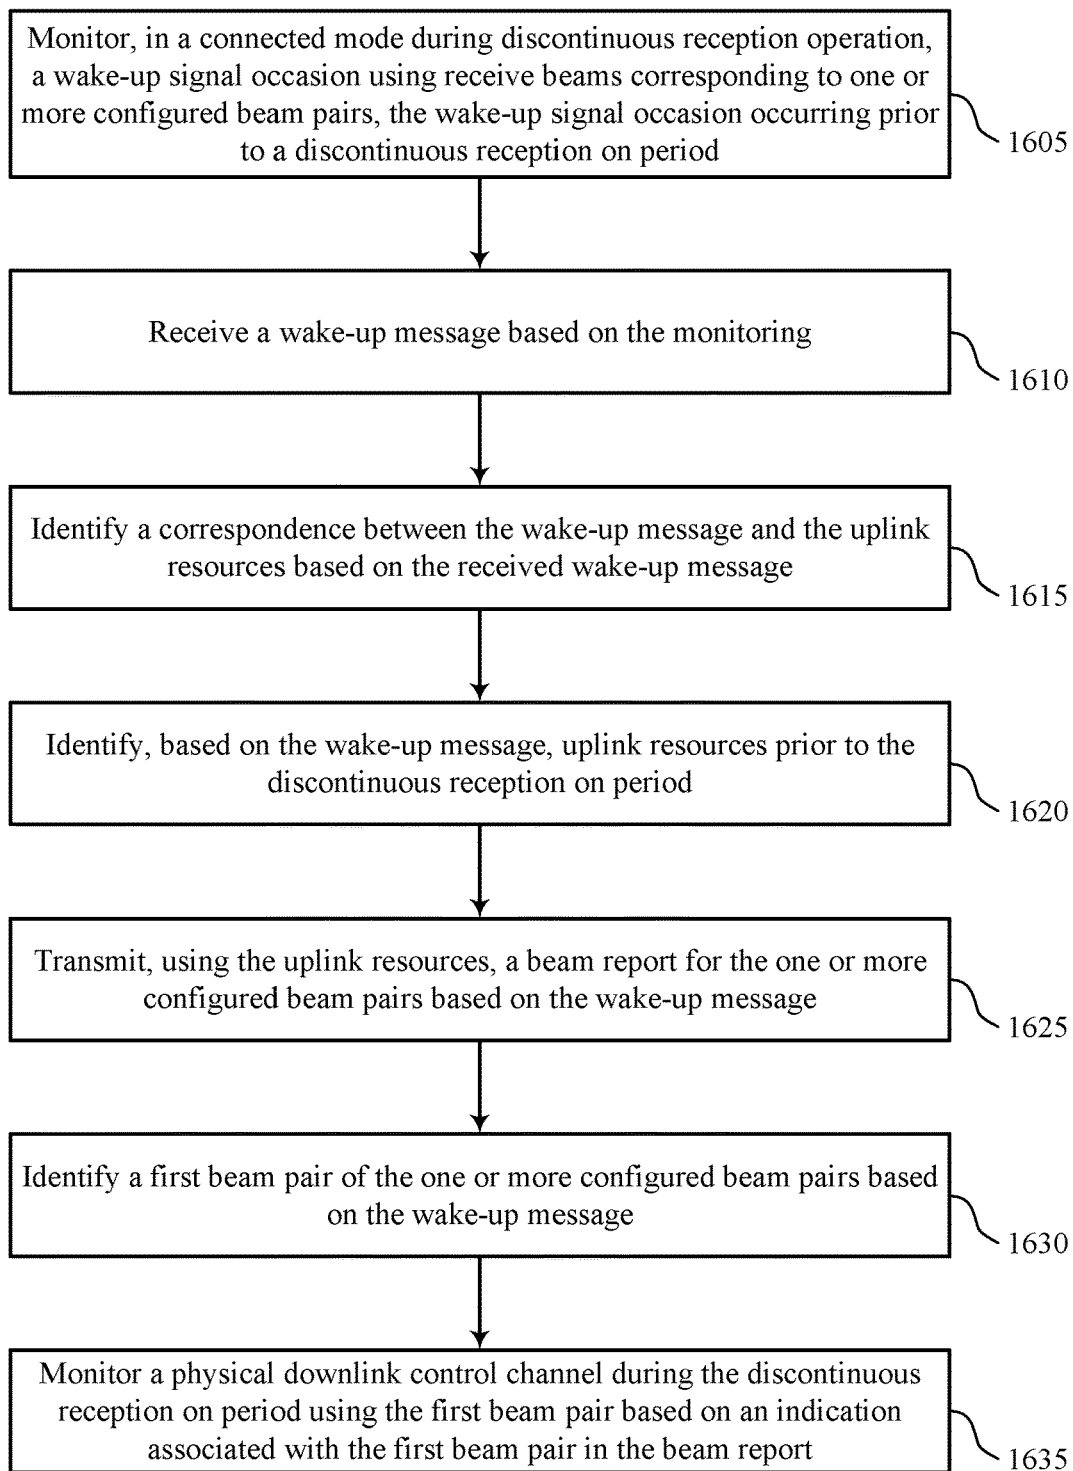 Monitor, in a connected mode during discontinuous reception operation,
a wake-up signal occasion using receive beams corresponding to one or
more configured beam pairs, the wake-up signal occasion occurring prior
to a discontinuous reception on period
1605
Receive a wake-up message based on the monitoring
1610
Identify a correspondence between the wake-up message and the uplink
resources based on the received wake-up message
1615
Identify, based on the wake-up message, uplink resources prior to the
discontinuous reception on period
1620
Transmit, using the uplink resources, a beam report for the one or more
configured beam pairs based on the wake-up message
1625
Identify a first beam pair of the one or more configured beam pairs based
on the wake-up message
1630
Monitor a physical downlink control channel during the discontinuous
reception on period using the first beam pair based on an indication
associated with the first beam pair in the beam report
1635